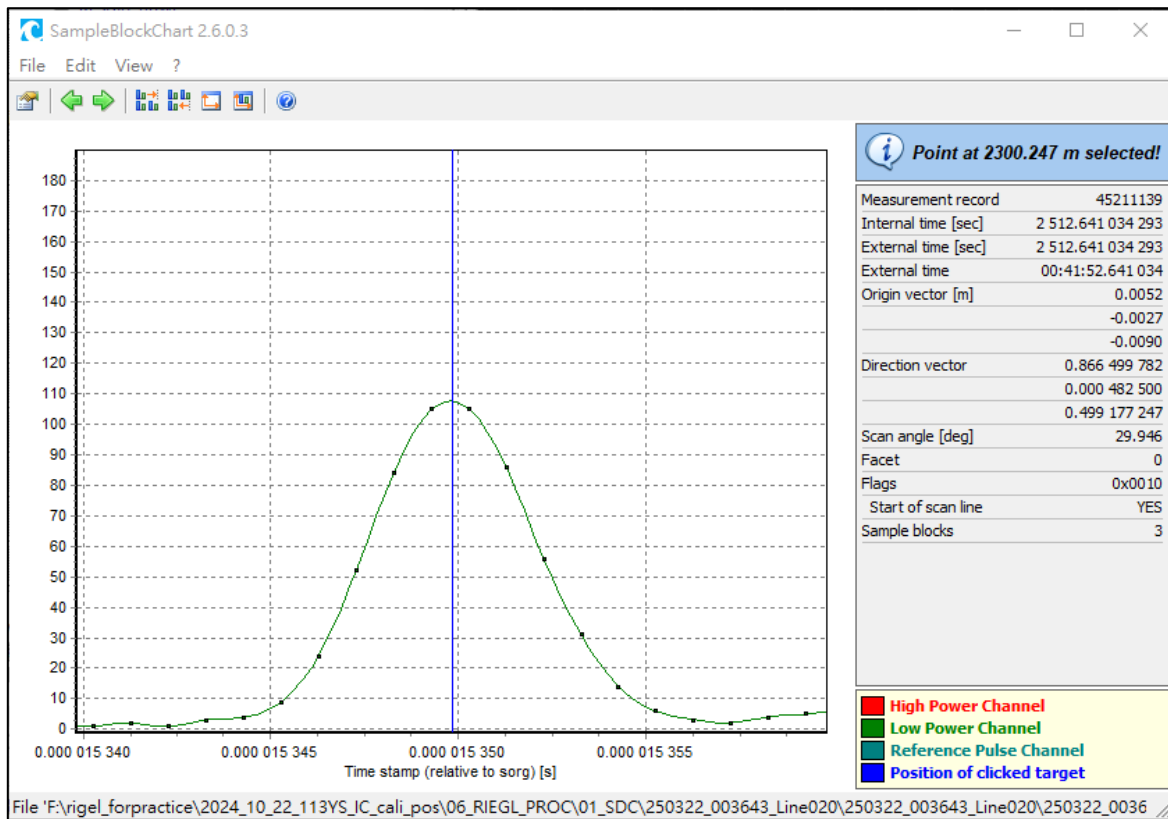 SampleBlockChart 2.6.0.3
File Edit View ?
Point at 2300.247 m selected!
180
170
160
150
140
130
120
110
100
90
80
70
60
50
40
30
20
10
0
0.000 015 340 0.000 015 345 0.000 015 350 0.000 015 355
Time stamp (relative to sorg) [s]
Measurement record 45211139
Internal time [sec] 2 512.641 034 293
External time [sec] 2 512.641 034 293
External time 00:41:52.641 034
Origin vector [m] 0.0052
-0.0027
-0.0090
Direction vector 0.866 499 782
0.000 482 500
0.499 177 247
Scan angle [deg] 29.946
Facet 0
Flags 0x0010
Start of scan line YES
Sample blocks 3
High Power Channel
Low Power Channel
Reference Pulse Channel
Position of clicked target
File 'F:\rigel_forpractice\2024_10_22_113YS_IC_cali_pos\06_RIEGL_PROC\01_SDC\250322_003643_Line020\250322_003643_Line020\250322_0036